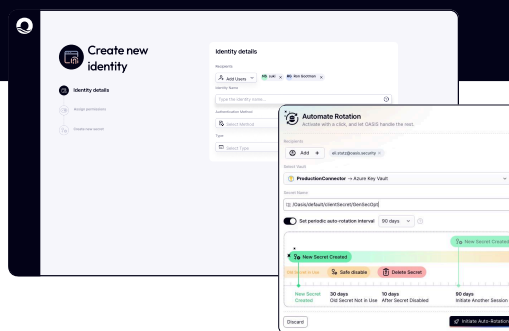 Create new
identity
Identity details
Assign permissions
Create new secret
Identity details
Recipients
Add Users
Identity Name
Type the identity name...
Authentication Method
Select Method
Type
Select Type
Automate Rotation
Activate with a click, and let OASIS handle the rest.
Recipients
Add +
Select Vault
ProductionConnector → Azure Key Vault
Secret Name
Set periodic auto-rotation interval 90 days
New Secret Created
New Secret Created
Safe disable Delete Secret
New Secret 30 days 10 days 90 days
Created Old Secret Not in Use After Secret Disabled Initiate Another Session
Discard Initiate Auto-Rotation